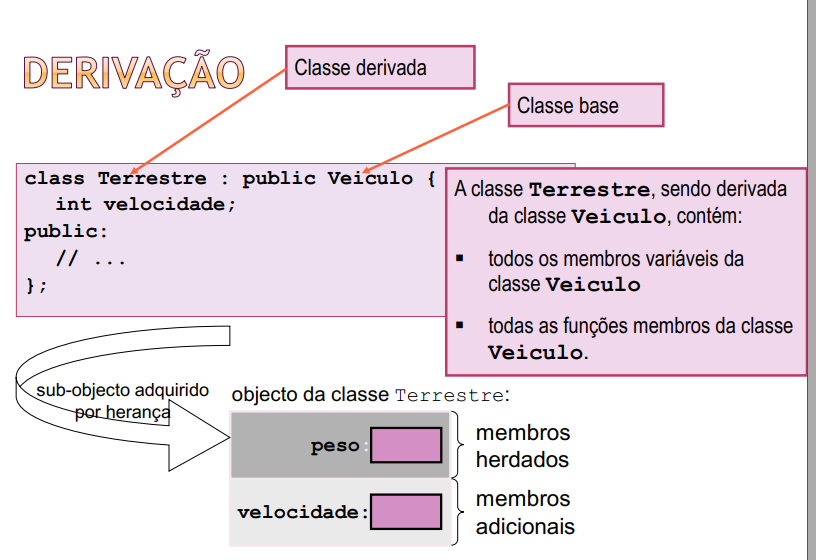 DERIVAÇÃO
Classe derivada
Classe base
class Terrestre : public Veiculo {
int velocidade;
public:
// ...
};
A classe Terrestre, sendo derivada
da classe Veiculo, contém:
▪ todos os membros variáveis da
classe Veiculo
▪ todas as funções membros da classe
Veiculo.
sub-objecto adquirido
por herança
objecto da classe Terrestre:
peso:
membros
herdados
velocidade:
membros
adicionais